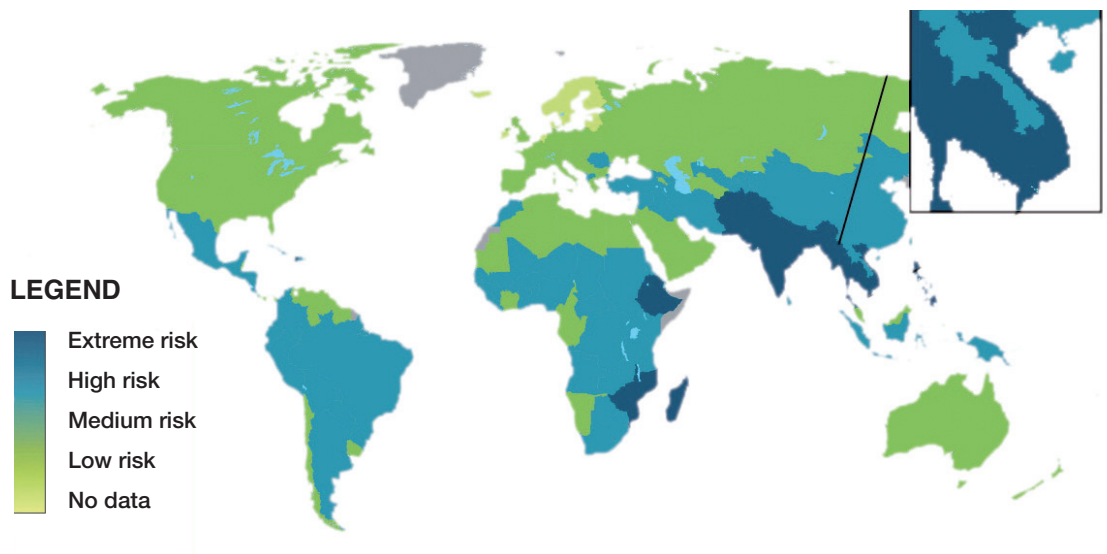 LEGEND
Extreme risk
High risk
Medium risk
Low risk
No data